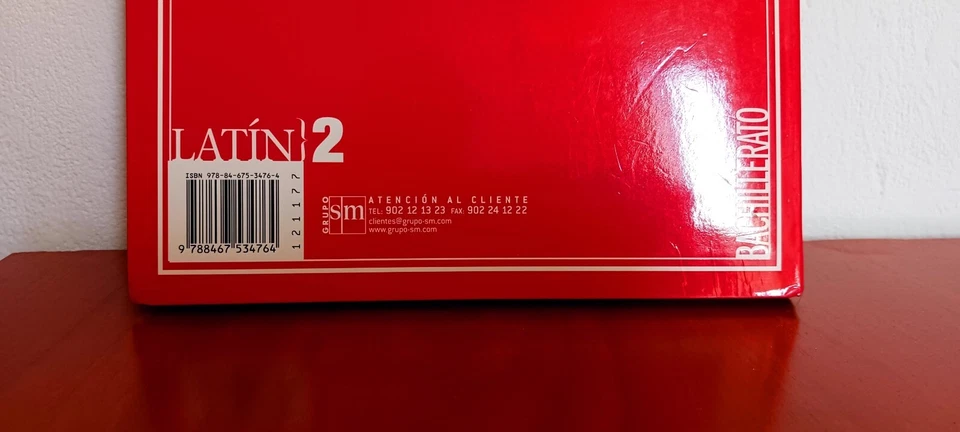 LATÍN}2
ISBN 978-84-675-3476-4
9 788467 534764
121177
GRUPO sm
ATENCIÓN AL CLIENTE
TEL: 902 12 13 23 FAX: 902 24 12 22
clientes@grupo-sm.com
www.grupo-sm.com
BACHILLERATO